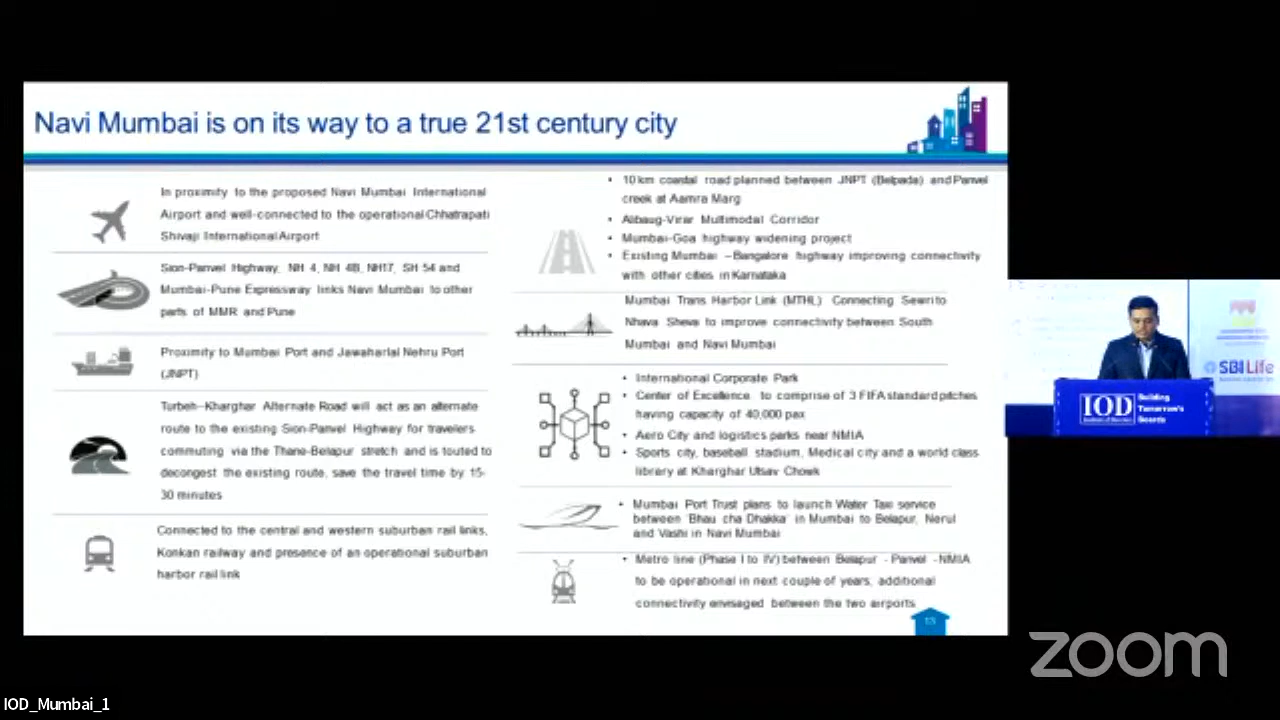 Navi Mumbai is on its way to a true 21st century city
In proximity to the proposed Navi Mumbai International
Airport and well-connected to the operational Chhatrapati
Shivaji International Airport
Sion-Panvel Highway, NH 4, NH 4B, NH17, SH 54 and
Mumbai-Pune Expressway links Navi Mumbai to other
parts of MMR and Pune
Proximity to Mumbai Port and Jawaharlal Nehru Port
(JNPT)
Turbeh–Kharghar Alternate Road will act as an alternate
route to the existing Sion-Panvel Highway for travelers
commuting via the Thane-Belapur stretch and is touted to
decongest the existing route, save the travel time by 15-
30 minutes
Connected to the central and western suburban rail links,
Konkan railway and presence of an operational suburban
harbor rail link
• 10 km coastal road planned between JNPT (Belpada) and Panvel
creek at Aamra Marg
• Alibaug-Virar Multimodal Corridor
• Mumbai-Goa highway widening project
• Existing Mumbai –Bangalore highway improving connectivity
with other cities in Karnataka
Mumbai Trans Harbor Link (MTHL) Connecting Sewri to
Nhava Sheva to improve connectivity between South
Mumbai and Navi Mumbai
• International Corporate Park
• Center of Excellence to comprise of 3 FIFA standard pitches
having capacity of 40,000 pax
• Aero City and logistics parks near NMIA
• Sports city, baseball stadium, Medical city and a world class
library at Kharghar Utsav Chowk
• Mumbai Port Trust plans to launch Water Taxi service
between 'Bhau cha Dhakka' in Mumbai to Belapur, Nerul
and Vashi in Navi Mumbai
• Metro line (Phase I to IV) between Belapur - Panvel - NMIA
to be operational in next couple of years, additional
connectivity envisaged between the two airports
13
SBI Life
IOD
Building
Tomorrow's
Boards
zoom
IOD_Mumbai_1